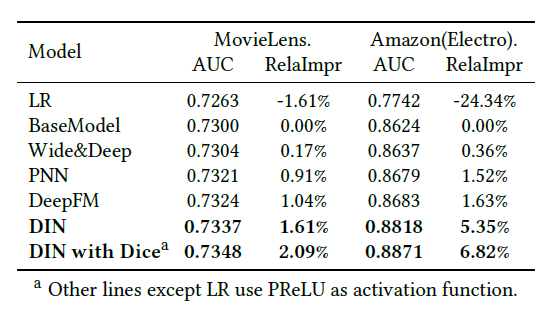 Model MovieLens. Amazon(Electro).
AUC RelaImpr AUC RelaImpr
LR 0.7263 -1.61% 0.7742 -24.34%
BaseModel 0.7300 0.00% 0.8624 0.00%
Wide&Deep 0.7304 0.17% 0.8637 0.36%
PNN 0.7321 0.91% 0.8679 1.52%
DeepFM 0.7324 1.04% 0.8683 1.63%
DIN 0.7337 1.61% 0.8818 5.35%
DIN with Dice^a 0.7348 2.09% 0.8871 6.82%
^a Other lines except LR use PReLU as activation function.